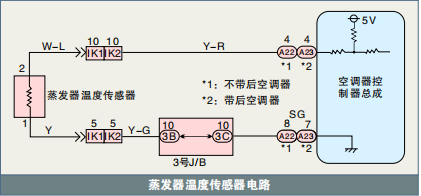 5V
10 10
4 4
W-L
IK1 IK2
Y-R
A22 A23
*1 *2
2
*1：不带后空调器
*2：带后空调器
空调器控
制器总成
蒸发器温度传感器
1
Y
5 5
IK1 IK2
Y-G
10 10
3B 3C
SG
8 7
A22 A23
*1 *2
3号J/B
蒸发器温度传感器电路